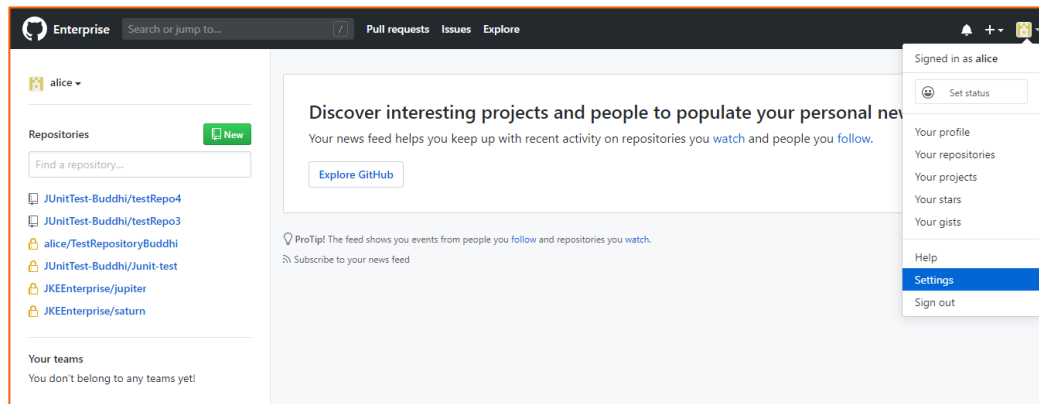 Enterprise Search or jump to... / Pull requests Issues Explore
alice
Repositories New
Find a repository...
JUnitTest-Buddhi/testRepo4
JUnitTest-Buddhi/testRepo3
alice/TestRepositoryBuddhi
JUnitTest-Buddhi/Junit-test
JKEEnterprise/jupiter
JKEEnterprise/saturn
Your teams
You don't belong to any teams yet!
Discover interesting projects and people to populate your personal nev
Your news feed helps you keep up with recent activity on repositories you watch and people you follow.
Explore GitHub
ProTip! The feed shows you events from people you follow and repositories you watch.
Subscribe to your news feed
Signed in as alice
Set status
Your profile
Your repositories
Your projects
Your stars
Your gists
Help
Settings
Sign out